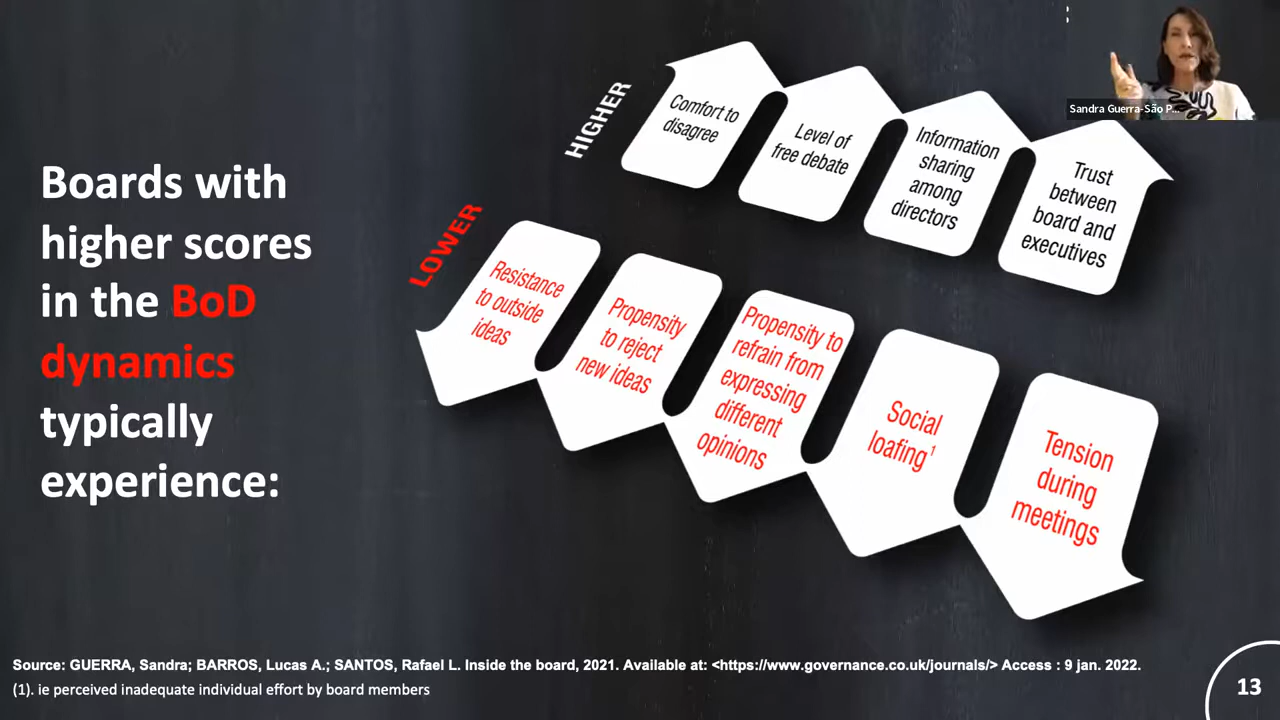 Sandra Guerra-São P...
Boards with
higher scores
in the BoD
dynamics
typically
experience:
HIGHER
Comfort to
disagree
Level of
free debate
Information
sharing
among
directors
Trust
between
board and
executives
LOWER
Resistance
to outside
ideas
Propensity
to reject
new ideas
Propensity to
refrain from
expressing
different
opinions
Social
loafing¹
Tension
during
meetings
Source: GUERRA, Sandra; BARROS, Lucas A.; SANTOS, Rafael L. Inside the board, 2021. Available at: <https://www.governance.co.uk/journals/> Access : 9 jan. 2022.
(1). ie perceived inadequate individual effort by board members
13